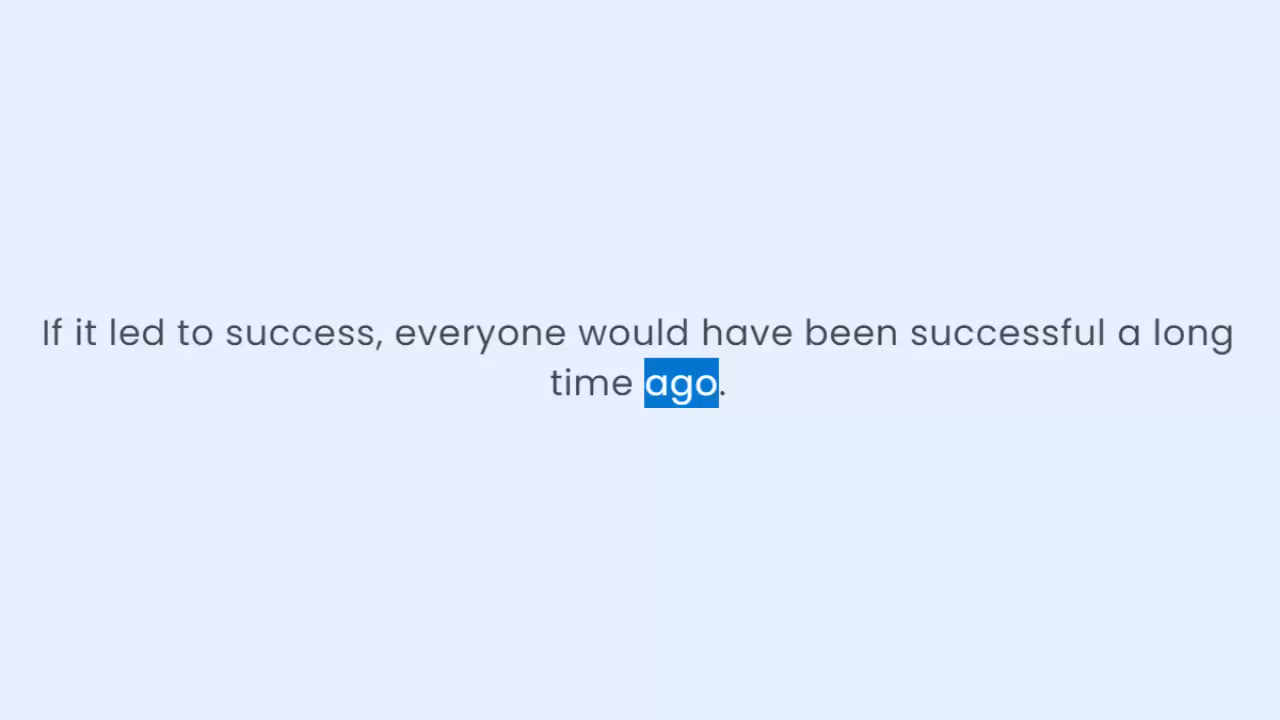 If it led to success, everyone would have been successful a long
time ago.